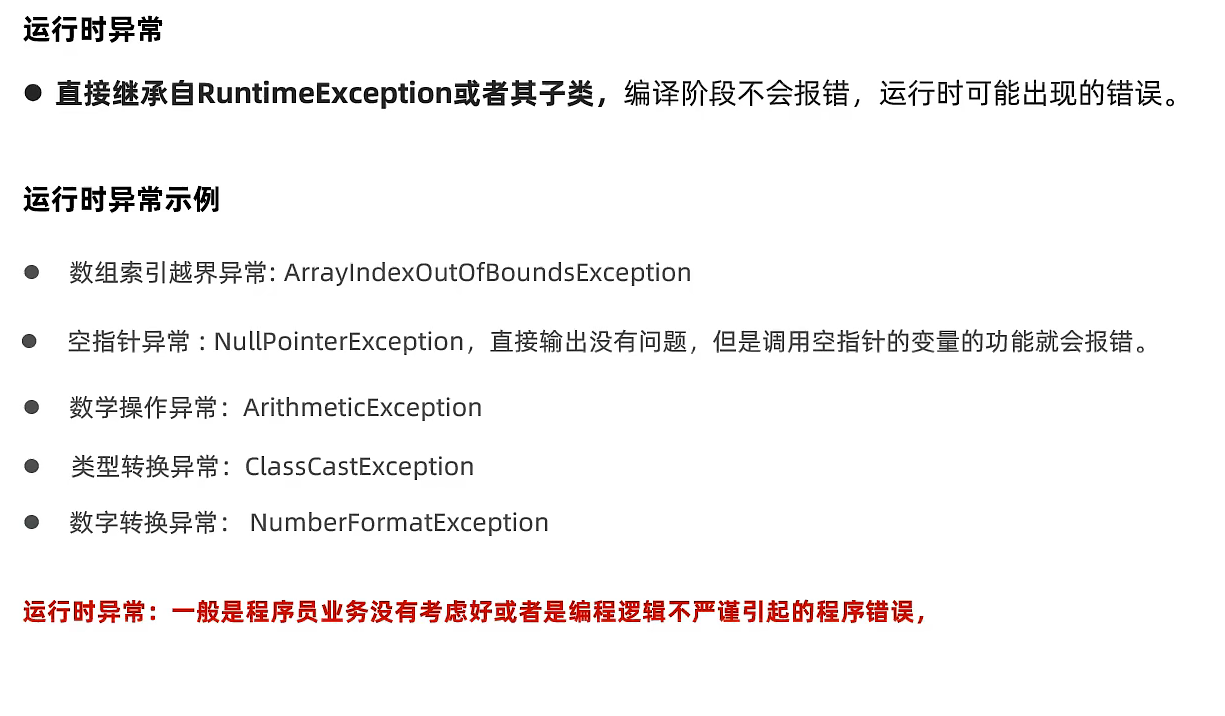 运行时异常
● 直接继承自RuntimeException或者其子类，编译阶段不会报错，运行时可能出现的错误。
运行时异常示例
● 数组索引越界异常: ArrayIndexOutOfBoundsException
● 空指针异常 : NullPointerException，直接输出没有问题，但是调用空指针的变量的功能就会报错。
● 数学操作异常：ArithmeticException
● 类型转换异常：ClassCastException
● 数字转换异常： NumberFormatException
运行时异常：一般是程序员业务没有考虑好或者是编程逻辑不严谨引起的程序错误，